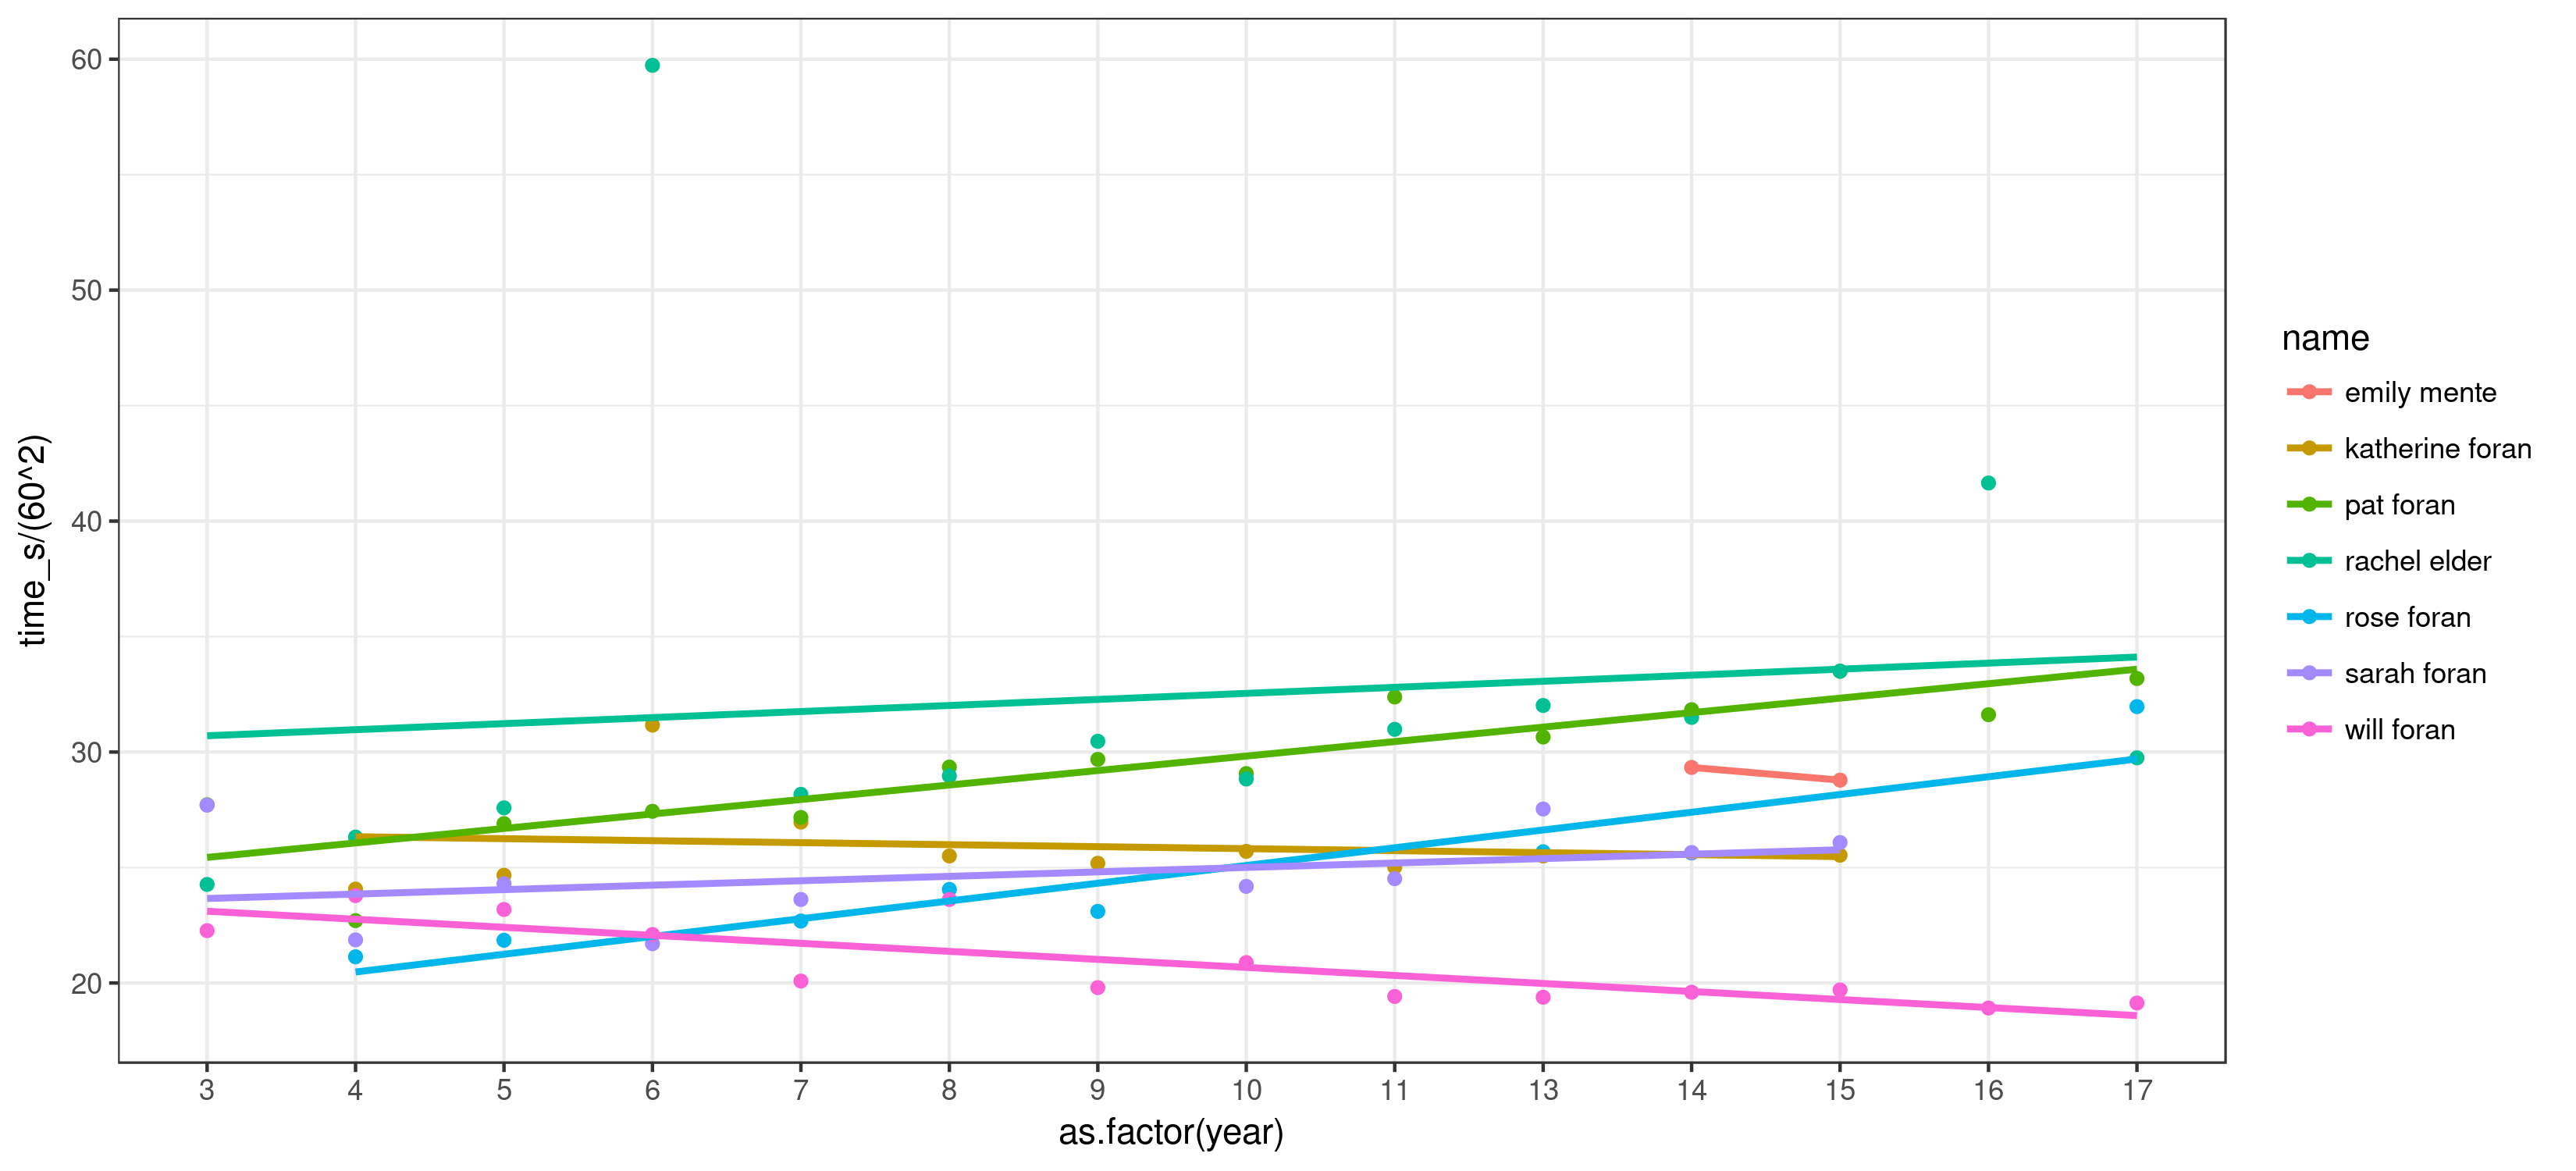 60
50
40
30
20
time_s/(60^2)
3 4 5 6 7 8 9 10 11 13 14 15 16 17
as.factor(year)
name
emily mente
katherine foran
pat foran
rachel elder
rose foran
sarah foran
will foran